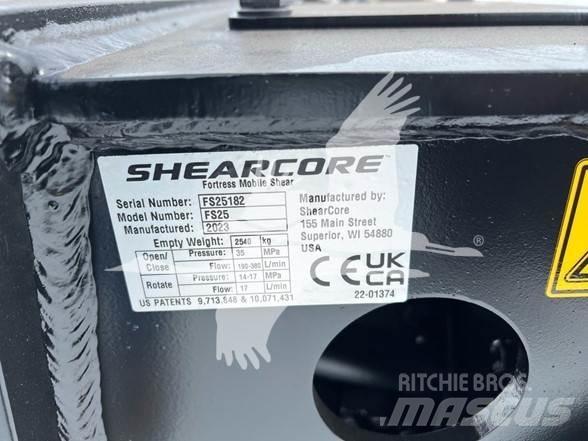 SHEARCORE™
Fortress Mobile Shear
Serial Number: FS25182
Model Number: FS25
Manufactured: 2023
Empty Weight: 2540 kg
Open/Close Pressure: 35 MPa
Flow: 190-380 L/min
Rotate Pressure: 14-17 MPa
Flow: 17 L/min
US PATENTS 9,713,848 & 10,071,431
Manufactured by:
ShearCore
155 Main Street
Superior, WI 54880
USA
CE UK CA
22-01374
RITCHIE BROS.
MASCUS